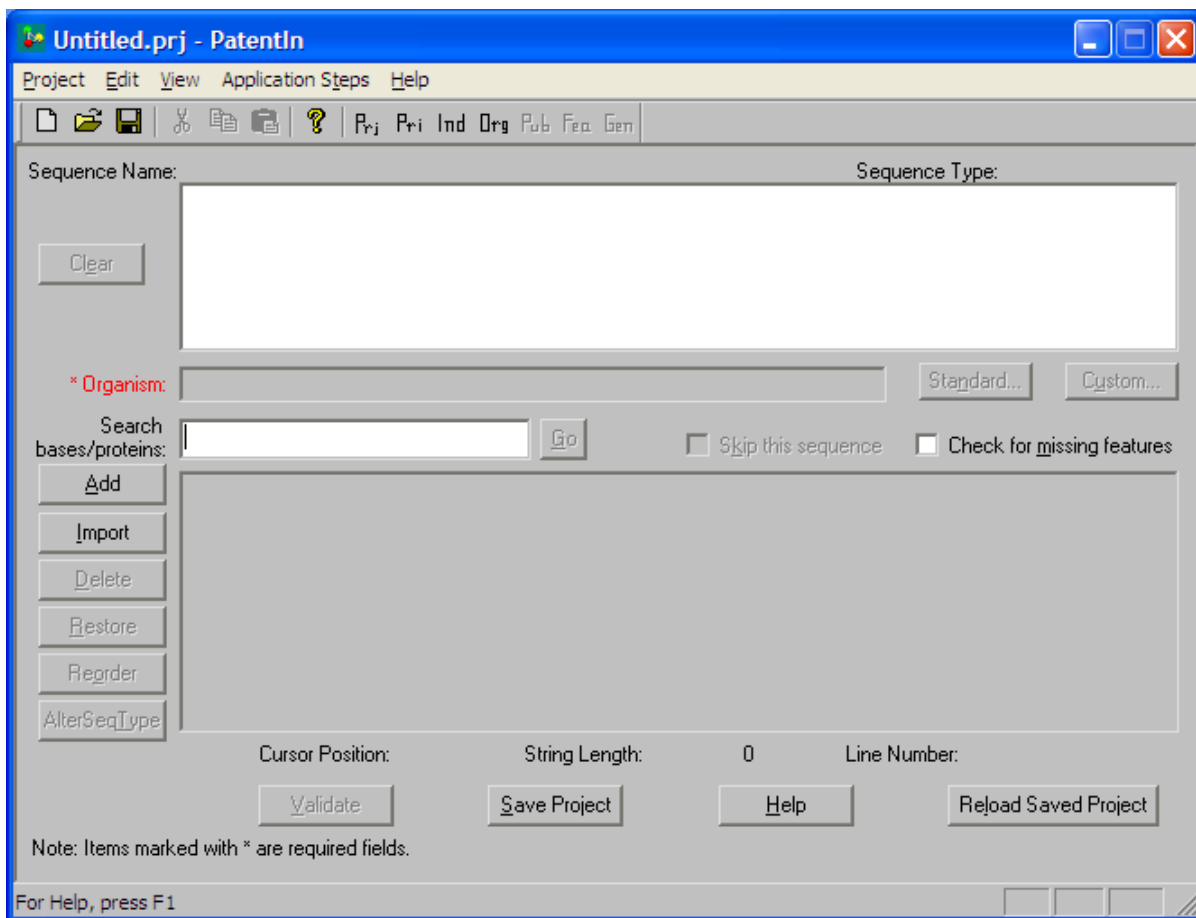 Untitled.prj - PatentIn
Project Edit View Application Steps Help
Prj Pri Ind Org Pub Fea Gen
Sequence Name: Sequence Type:
Clear
* Organism: Standard... Custom...
Search
bases/proteins: Go Skip this sequence Check for missing features
Add
Import
Delete
Restore
Reorder
AlterSeqType
Cursor Position: String Length: 0 Line Number:
Validate Save Project Help Reload Saved Project
Note: Items marked with * are required fields.
For Help, press F1